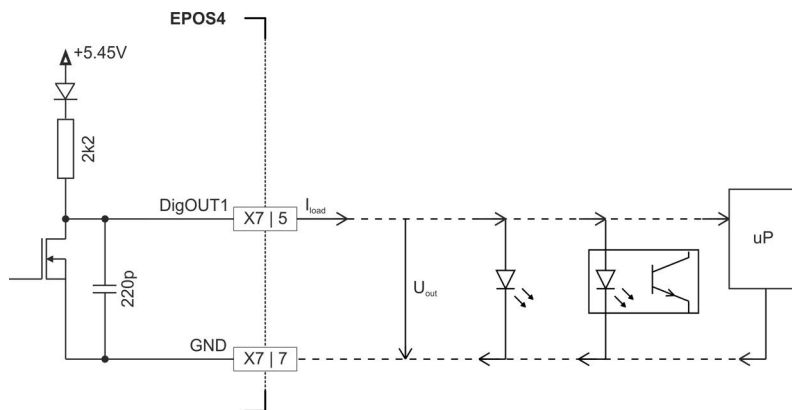 EPOS4
+5.45V
2k2
DigOUT1
X7 | 5
Iload
220p
Uout
uP
GND
X7 | 7